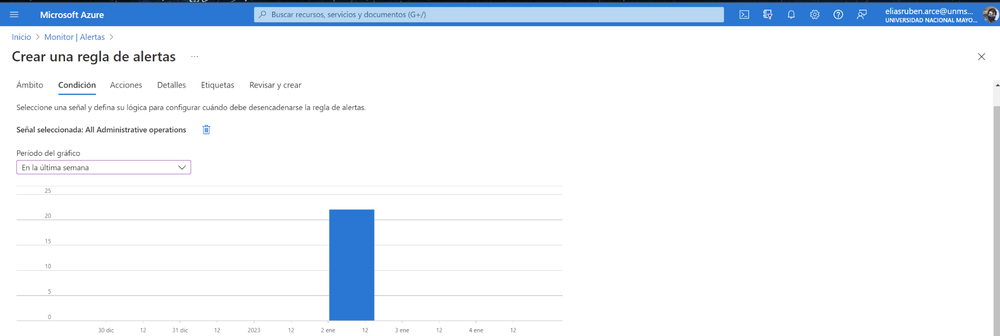 Microsoft Azure
Buscar recursos, servicios y documentos (G+/)
eliasruben.arce@unms...
UNIVERSIDAD NACIONAL MAYO...
Inicio > Monitor | Alertas >
Crear una regla de alertas ...
Ámbito Condición Acciones Detalles Etiquetas Revisar y crear
Seleccione una señal y defina su lógica para configurar cuándo debe desencadenarse la regla de alertas.
Señal seleccionada: All Administrative operations
Período del gráfico
En la última semana
25
20
15
10
5
0
30 dic 12 31 dic 12 2023 12 2 ene 12 3 ene 12 4 ene 12